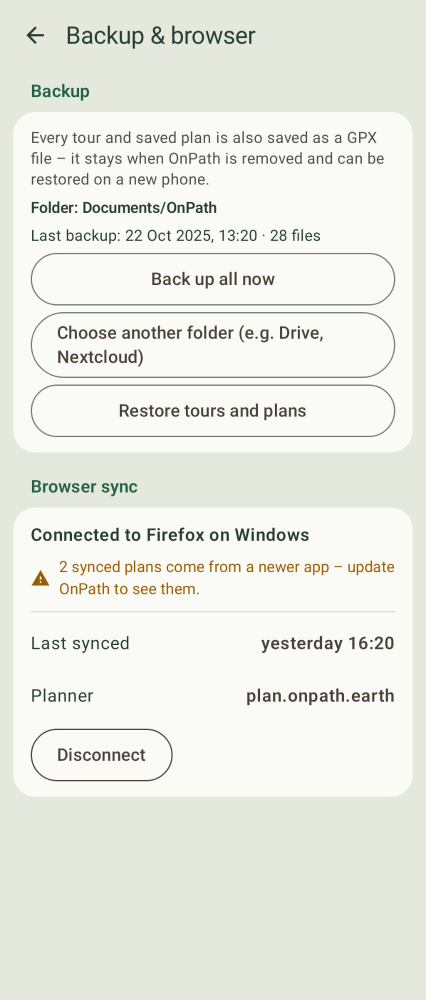 Backup & browser
Backup
Every tour and saved plan is also saved as a GPX
file – it stays when OnPath is removed and can be
restored on a new phone.
Folder: Documents/OnPath
Last backup: 22 Oct 2025, 13:20 · 28 files
Back up all now
Choose another folder (e.g. Drive,
Nextcloud)
Restore tours and plans
Browser sync
Connected to Firefox on Windows
2 synced plans come from a newer app – update
OnPath to see them.
Last synced yesterday 16:20
Planner plan.onpath.earth
Disconnect